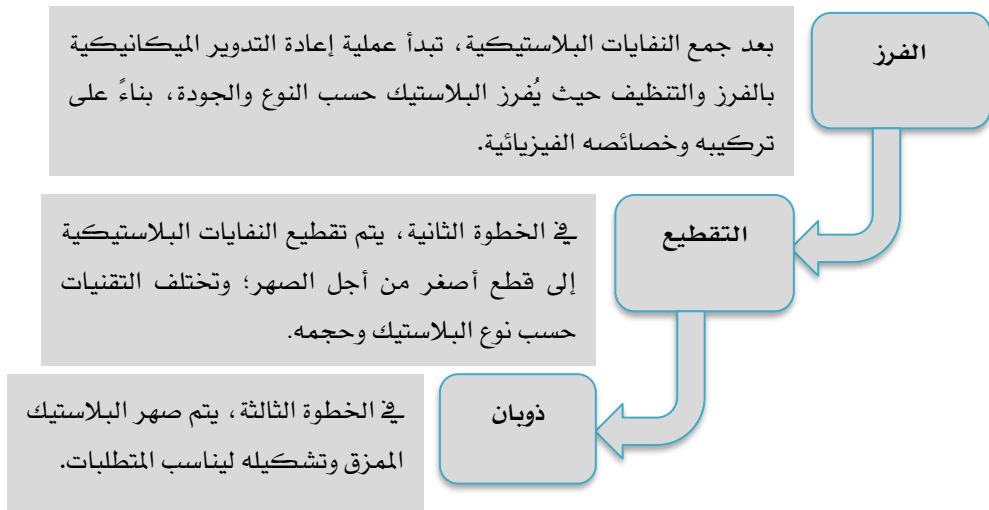 الفرز
بعد جمع النفايات البلاستيكية، تبدأ عملية إعادة التدوير الميكانيكية
بالفرز والتنظيف حيث يُفرز البلاستيك حسب النوع والجودة، بناءً على
تركيبه وخصائصه الفيزيائية.
التقطيع
في الخطوة الثانية، يتم تقطيع النفايات البلاستيكية
إلى قطع أصغر من أجل الصهر؛ وتختلف التقنيات
حسب نوع البلاستيك وحجمه.
ذوبان
في الخطوة الثالثة، يتم صهر البلاستيك
الممزق وتشكيله ليناسب المتطلبات.